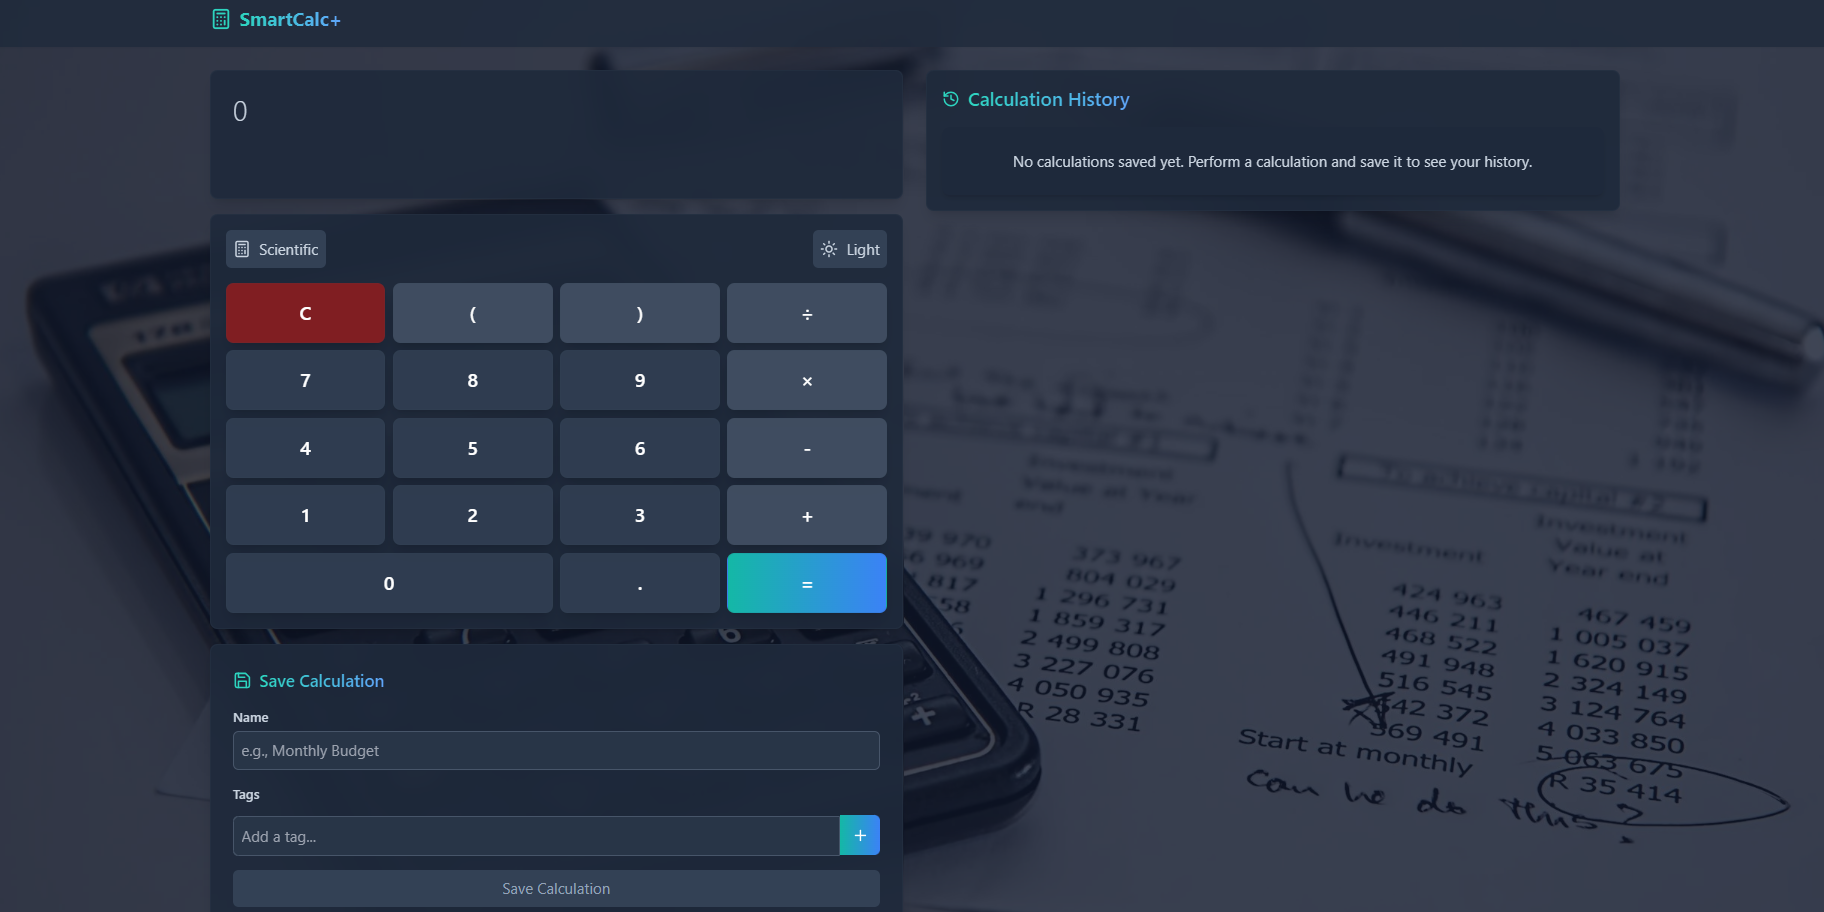 SmartCalc+
0
Calculation History
No calculations saved yet. Perform a calculation and save it to see your history.
Scientific
Light
C ( ) ÷
7 8 9 ×
4 5 6 -
1 2 3 +
0 . =
Save Calculation
Name
e.g., Monthly Budget
Tags
Add a tag...
+
Save Calculation
To achieve capital #2
Investment
Value at Year
end
373 967
804 029
1 296 731
1 859 317
2 499 808
3 227 076
4 050 935
R 28 331
Investment
Investment
Value at
Year end
424 963 467 459
446 211 1 005 037
468 522 1 620 915
491 948 2 324 149
516 545 3 124 764
542 372 4 033 850
569 491 5 063 675
Start at monthly R 35 414
can we do this?